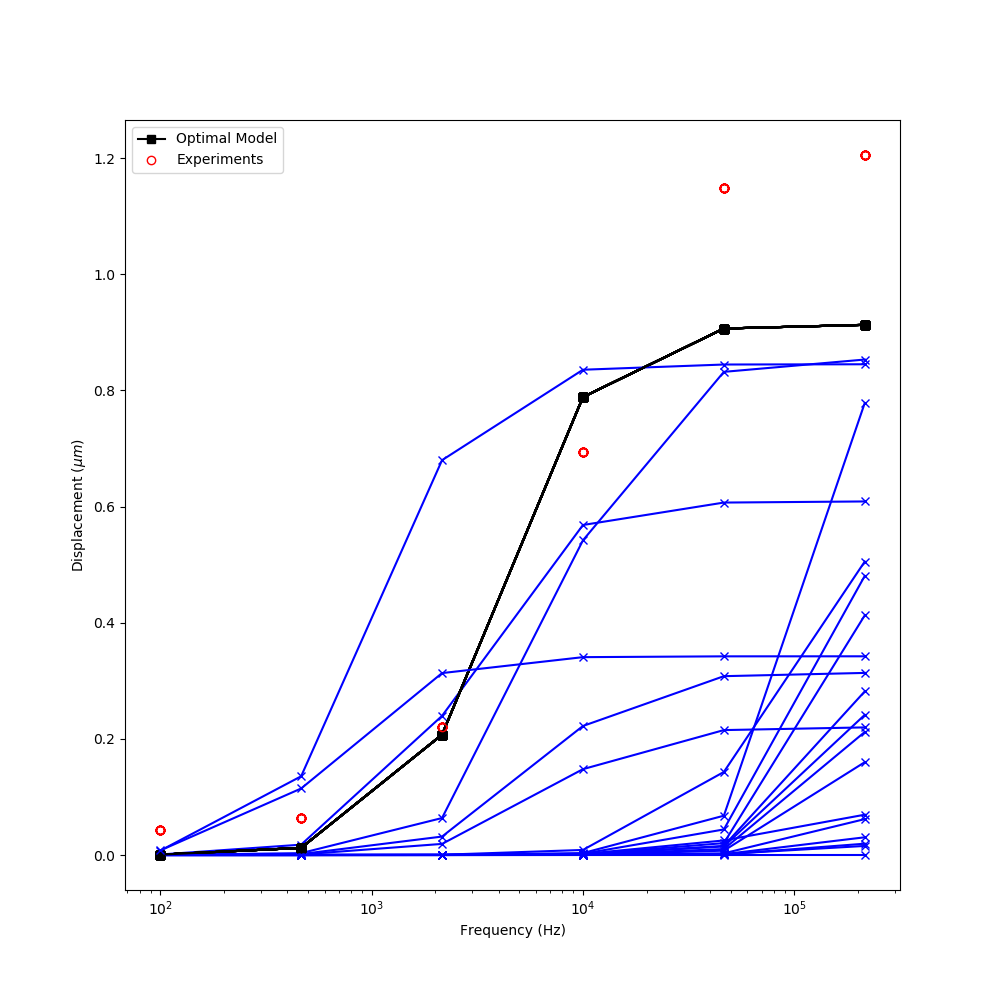 Optimal Model
Experiments
1.2
1.0
0.8
0.6
0.4
0.2
0.0
Displacement (μm)
10²
10³
10⁴
10⁵
Frequency (Hz)